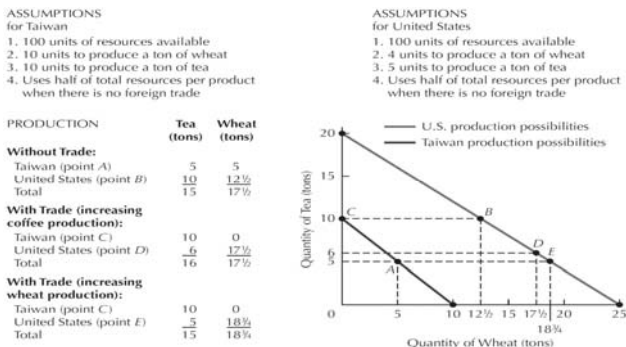 ASSUMPTIONS
for Taiwan
1. 100 units of resources available
2. 10 units to produce a ton of wheat
3. 10 units to produce a ton of tea
4. Uses half of total resources per product
when there is no foreign trade
ASSUMPTIONS
for United States
1. 100 units of resources available
2. 4 units to produce a ton of wheat
3. 5 units to produce a ton of tea
4. Uses half of total resources per product
when there is no foreign trade
PRODUCTION Tea Wheat
(tons) (tons)
Without Trade:
Taiwan (point A) 5 5
United States (point B) 10 12½
Total 15 17½
With Trade (increasing
coffee production):
Taiwan (point C) 10 0
United States (point D) 6 17½
Total 16 17½
With Trade (increasing
wheat production):
Taiwan (point C) 10 0
United States (point E) 5 18¾
Total 15 18¾
U.S. production possibilities
Taiwan production possibilities
Quantity of Tea (tons)
20
15
10
6
5
C
B
D
E
A
0 5 10 12½ 15 17½ 20 25
18¾
Quantity of Wheat (tons)